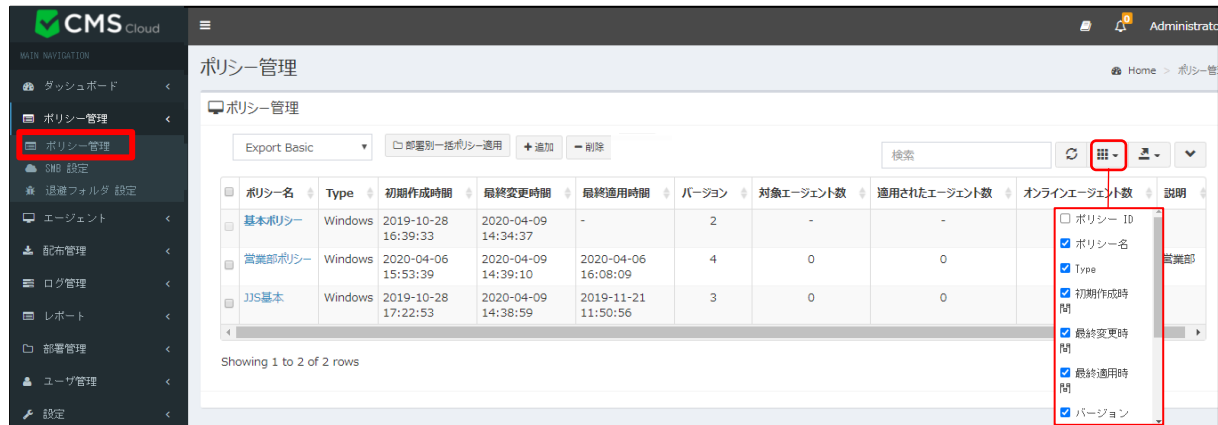 CMS Cloud
Administrato
MAIN NAVIGATION
ダッシュボード
ポリシー管理
ポリシー管理
SMB 設定
退避フォルダ 設定
エージェント
配布管理
ログ管理
レポート
部署管理
ユーザ管理
設定
ポリシー管理
Home > ポリシー管
ポリシー管理
Export Basic 部署別一括ポリシー適用 追加 削除 検索
ポリシー名 Type 初期作成時間 最終変更時間 最終適用時間 バージョン 対象エージェント数 適用されたエージェント数 オンラインエージェント数 説明
基本ポリシー Windows 2019-10-28 2020-04-09 - 2 - -
16:39:33 14:34:37
営業部ポリシー Windows 2020-04-06 2020-04-09 2020-04-06 4 0 0 営業部
15:53:39 14:39:10 16:08:09
JJS基本 Windows 2019-10-28 2020-04-09 2019-11-21 3 0 0
17:22:53 14:38:59 11:50:56
Showing 1 to 2 of 2 rows
ポリシー ID
ポリシー名
Type
初期作成時
間
最終変更時
間
最終適用時
間
バージョン
0